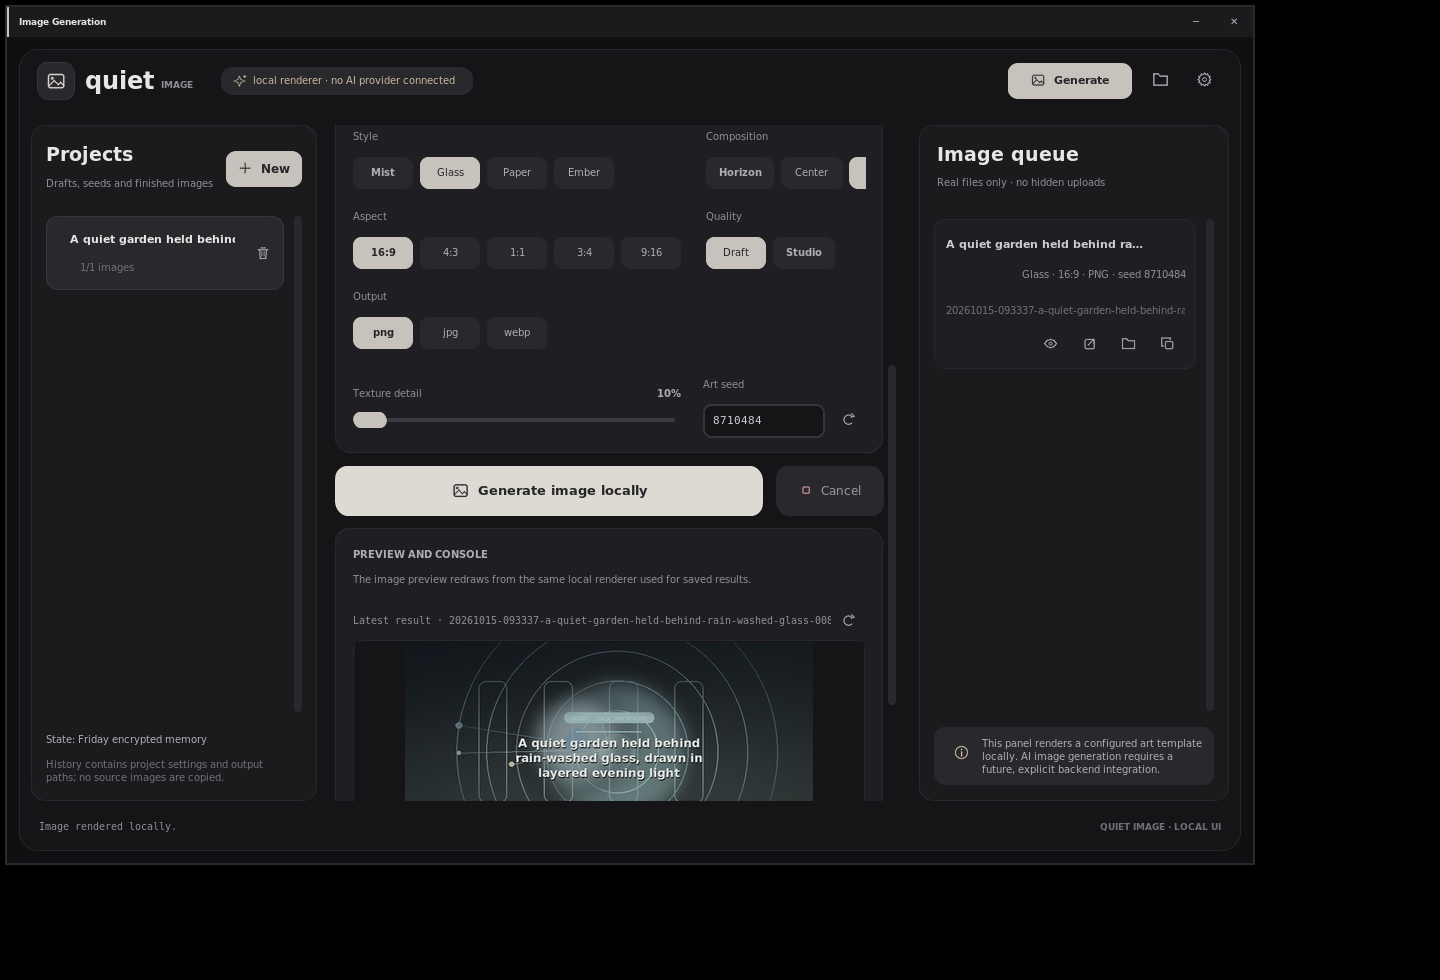 Image Generation
quiet IMAGE
local renderer · no AI provider connected
Generate
Projects
Drafts, seeds and finished images
New
A quiet garden held behind
1/1 images
State: Friday encrypted memory
History contains project settings and output
paths; no source images are copied.
Style
Mist Glass Paper Ember
Composition
Horizon Center
Aspect
16:9 4:3 1:1 3:4 9:16
Quality
Draft Studio
Output
png jpg webp
Texture detail 10%
Art seed
8710484
Generate image locally
Cancel
PREVIEW AND CONSOLE
The image preview redraws from the same local renderer used for saved results.
Latest result · 20261015-093337-a-quiet-garden-held-behind-rain-washed-glass-008
A quiet garden held behind
rain-washed glass, drawn in
layered evening light
Image queue
Real files only · no hidden uploads
A quiet garden held behind ra...
Glass · 16:9 · PNG · seed 8710484
20261015-093337-a-quiet-garden-held-behind-ra
This panel renders a configured art template
locally. AI image generation requires a
future, explicit backend integration.
Image rendered locally.
QUIET IMAGE · LOCAL UI